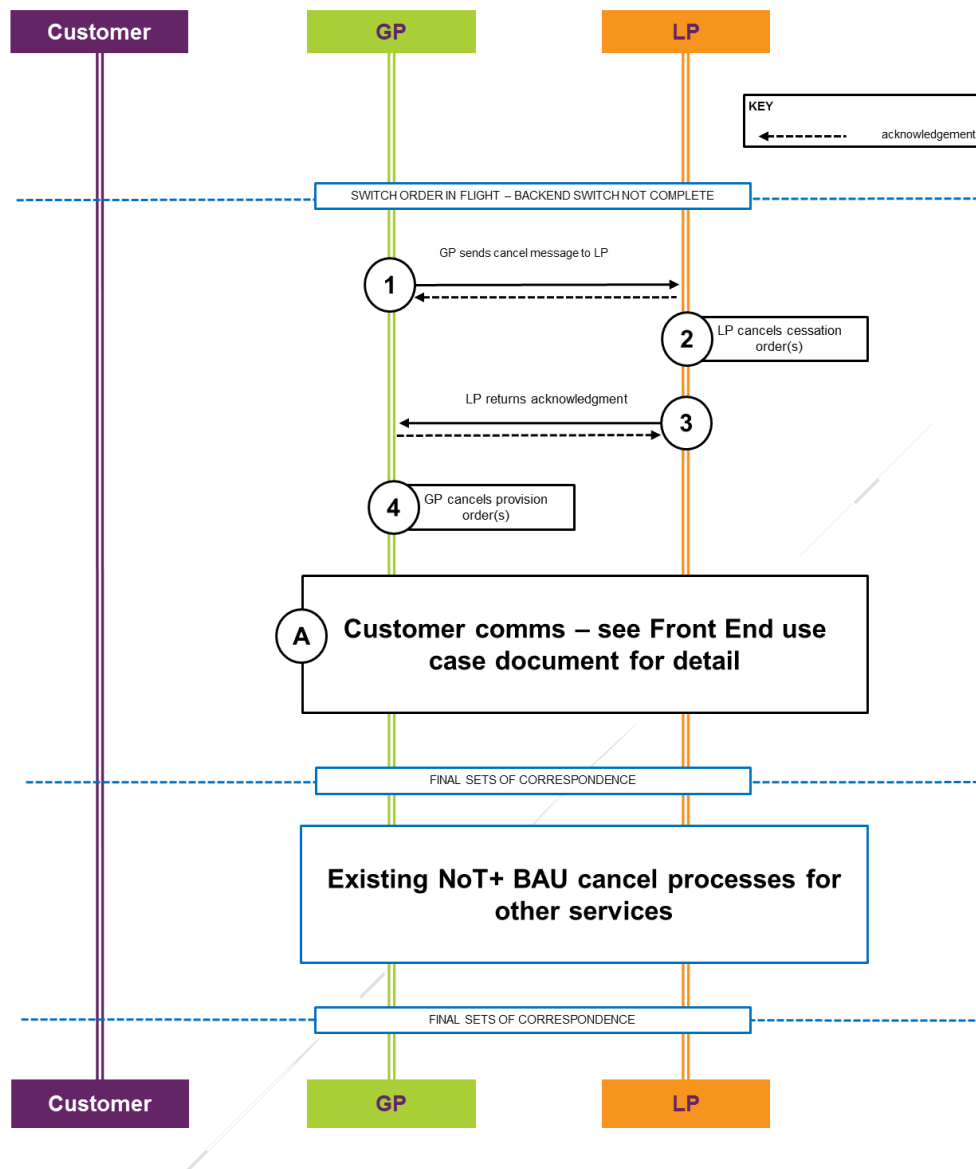 Customer
GP
LP
KEY
acknowledgement
SWITCH ORDER IN FLIGHT – BACKEND SWITCH NOT COMPLETE
GP sends cancel message to LP
1
2
LP cancels cessation
order(s)
LP returns acknowledgment
3
4
GP cancels provision
order(s)
A
Customer comms – see Front End use
case document for detail
FINAL SETS OF CORRESPONDENCE
Existing NoT+ BAU cancel processes for
other services
FINAL SETS OF CORRESPONDENCE
Customer
GP
LP